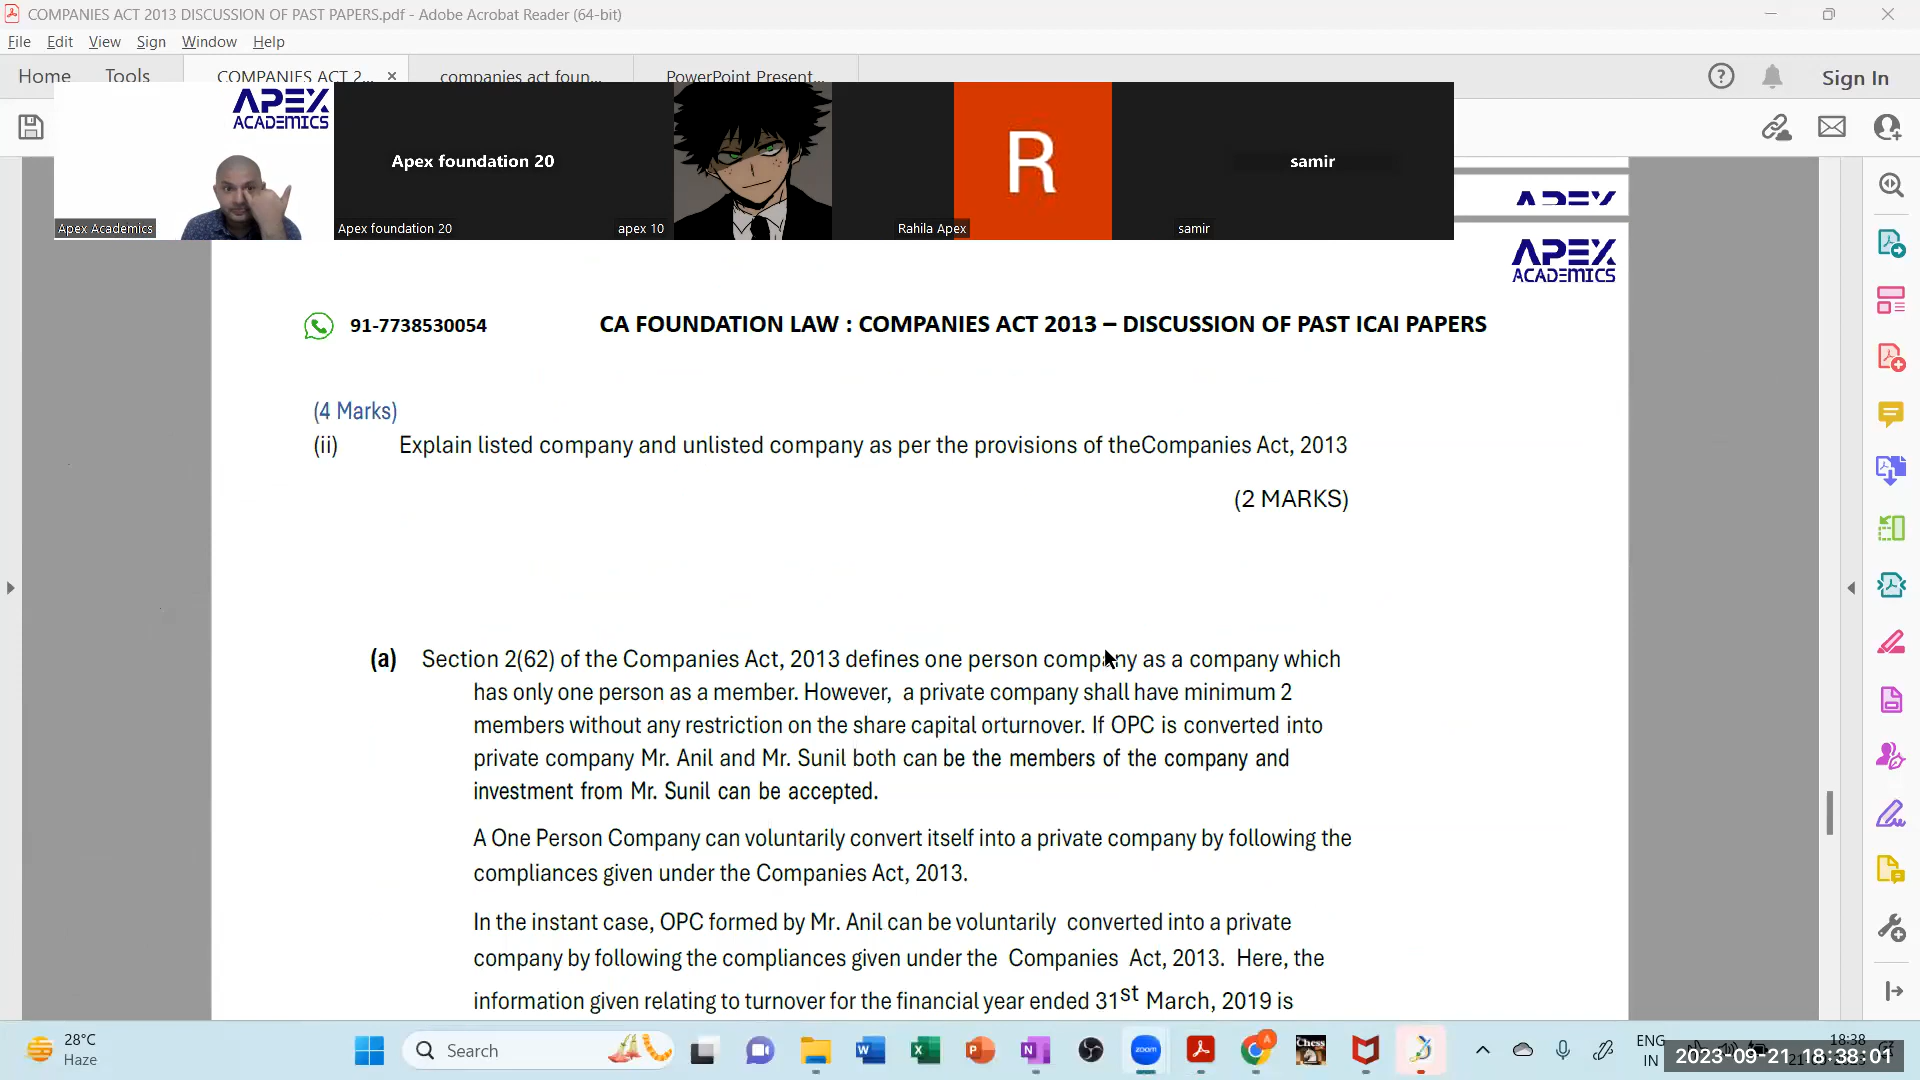 COMPANIES ACT 2013 DISCUSSION OF PAST PAPERS.pdf - Adobe Acrobat Reader (64-bit)
File Edit View Sign Window Help
Home Tools COMPANIES ACT 2... × companies act foun... PowerPoint Present... Sign In
APEX
ACADEMICS
Apex foundation 20
R
samir
Apex Academics
Apex foundation 20
apex 10
Rahila Apex
samir
APEX
ACADEMICS
91-7738530054 CA FOUNDATION LAW : COMPANIES ACT 2013 – DISCUSSION OF PAST ICAI PAPERS
(4 Marks)
(ii) Explain listed company and unlisted company as per the provisions of theCompanies Act, 2013
(2 MARKS)
(a) Section 2(62) of the Companies Act, 2013 defines one person company as a company which
has only one person as a member. However, a private company shall have minimum 2
members without any restriction on the share capital orturnover. If OPC is converted into
private company Mr. Anil and Mr. Sunil both can be the members of the company and
investment from Mr. Sunil can be accepted.
A One Person Company can voluntarily convert itself into a private company by following the
compliances given under the Companies Act, 2013.
In the instant case, OPC formed by Mr. Anil can be voluntarily converted into a private
company by following the compliances given under the Companies Act, 2013. Here, the
information given relating to turnover for the financial year ended 31st March, 2019 is
28°C
Haze
Search
zoom
Chess
ENG
IN
18:38
2023-09-21 18:38:01